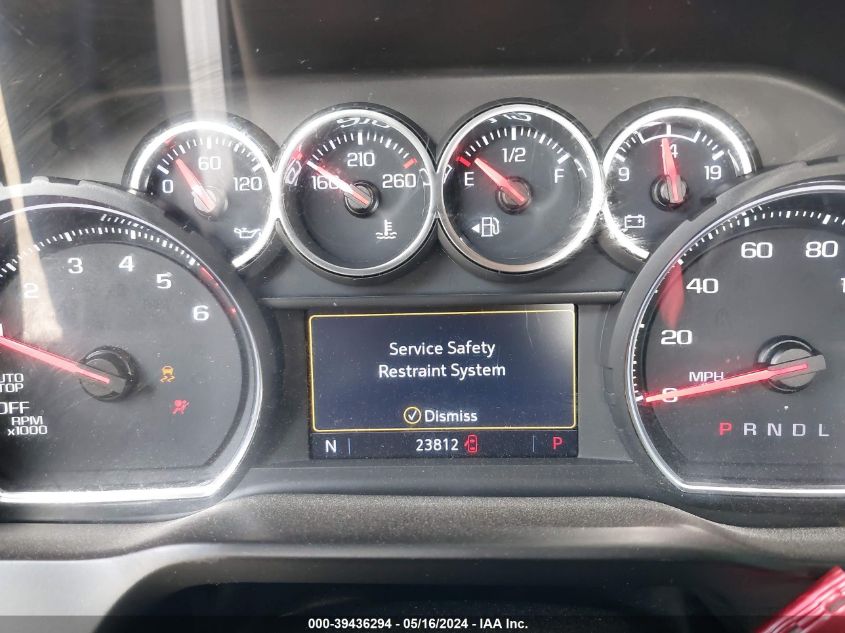 0 60 120
160 210 260
E 1/2 F
9 14 19
2 3 4 5 6
AUTO
STOP
OFF
RPM
x1000
Service Safety
Restraint System
Dismiss
N 23812 P
0 20 40 60 80
MPH
P R N D L
000-39436294 - 05/16/2024 - IAA Inc.